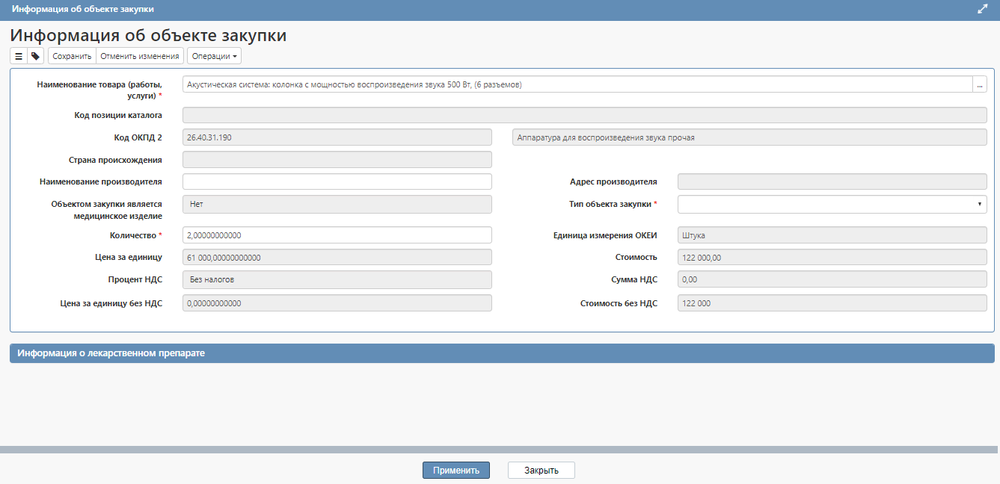 Информация об объекте закупки
Информация об объекте закупки
Сохранить Отменить изменения Операции
Наименование товара (работы, услуги) * Акустическая система: колонка с мощностью воспроизведения звука 500 Вт, (6 разъемов) ...
Код позиции каталога
Код ОКПД 2 26.40.31.190 Аппаратура для воспроизведения звука прочая
Страна происхождения
Наименование производителя Адрес производителя
Объектом закупки является медицинское изделие Нет Тип объекта закупки *
Количество * 2,00000000000 Единица измерения ОКЕИ Штука
Цена за единицу 61 000,00000000000 Стоимость 122 000,00
Процент НДС Без налогов Сумма НДС 0,00
Цена за единицу без НДС 0,00000000000 Стоимость без НДС 122 000
Информация о лекарственном препарате
Применить Закрыть